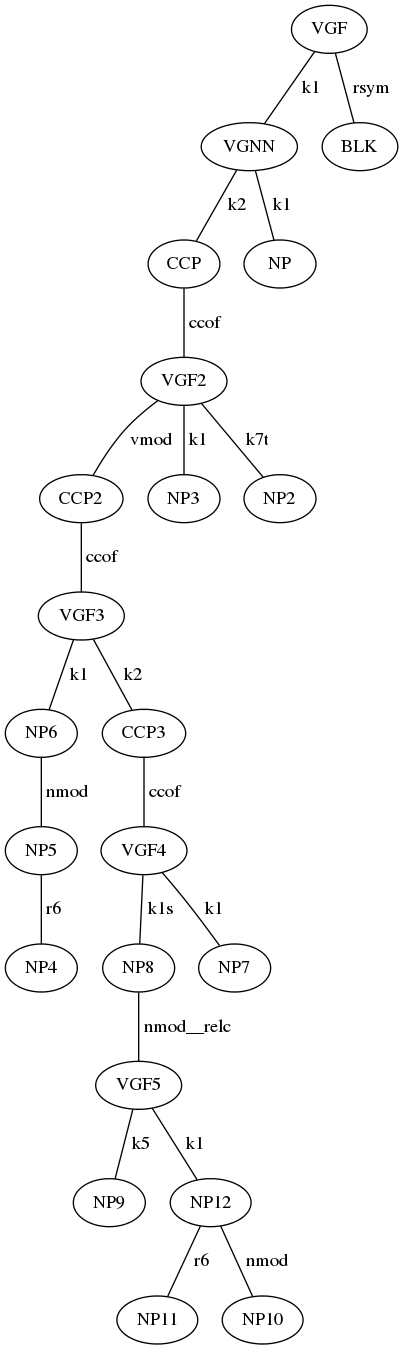 VGF
k1 rsym
VGNN BLK
k2 k1
CCP NP
ccof
VGF2
vmod k1 k7t
CCP2 NP3 NP2
ccof
VGF3
k1 k2
NP6 CCP3
nmod ccof
NP5 VGF4
r6 k1s k1
NP4 NP8 NP7
nmod__relc
VGF5
k5 k1
NP9 NP12
r6 nmod
NP11 NP10